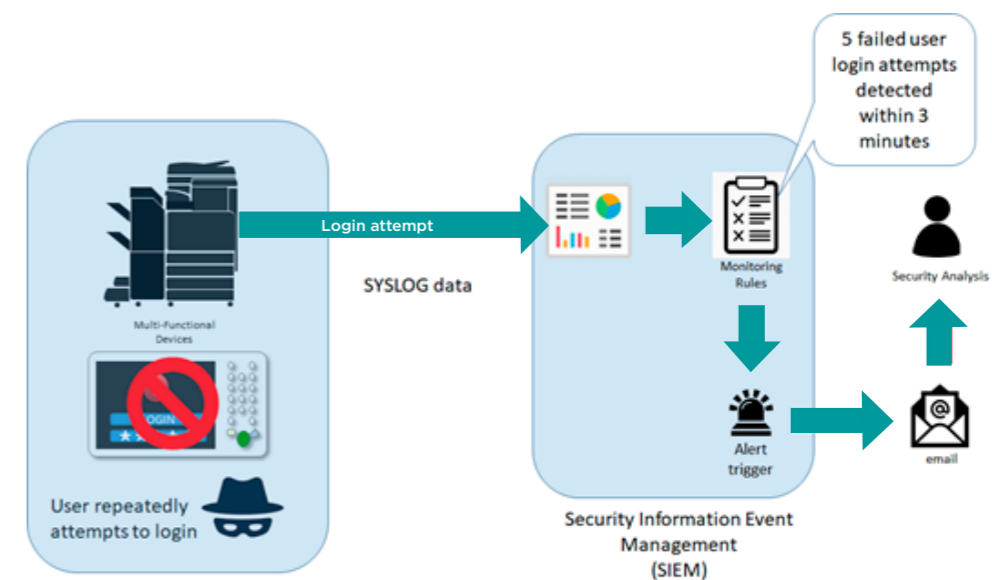 5 failed user
login attempts
detected
within 3
minutes
Login attempt
SYSLOG data
Multi-Functional
Devices
LOGIN
User repeatedly
attempts to login
Monitoring
Rules
Alert
trigger
Security Information Event
Management
(SIEM)
@
email
Security Analysis